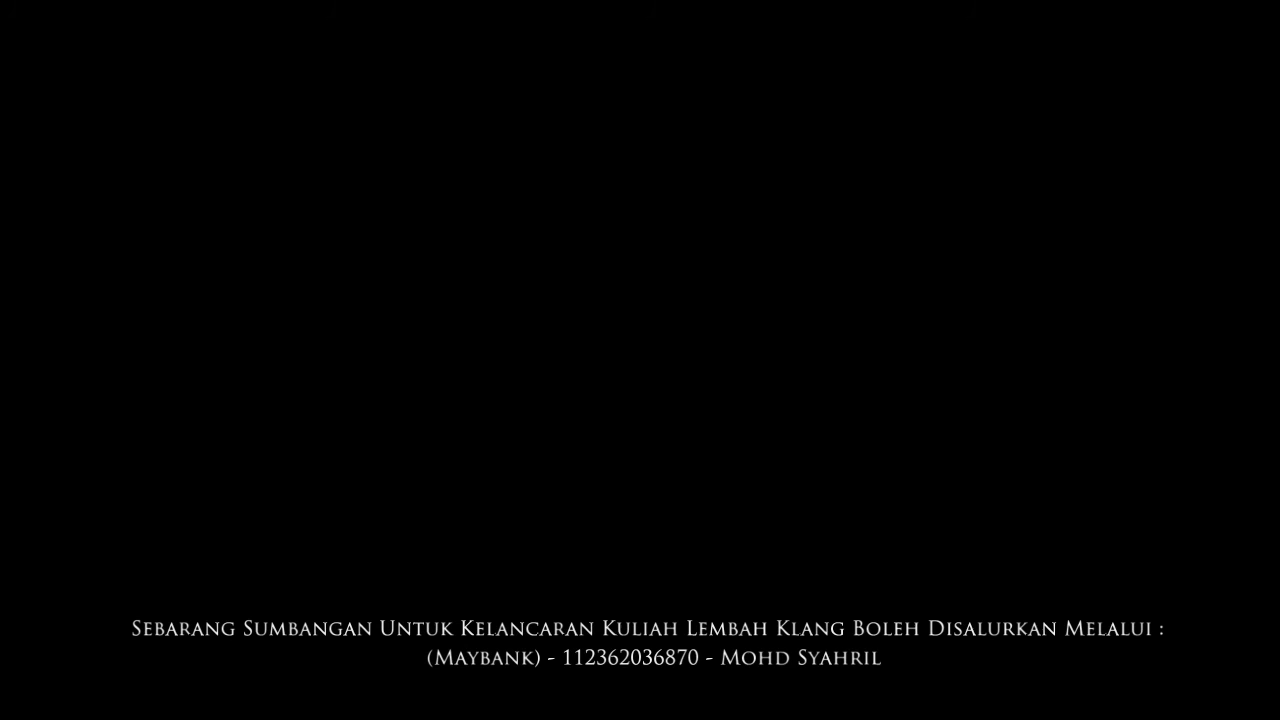 Sebarang Sumbangan Untuk Kelancaran Kuliah Lembah Klang Boleh Disalurkan Melalui :
(Maybank) - 112362036870 - Mohd Syahril